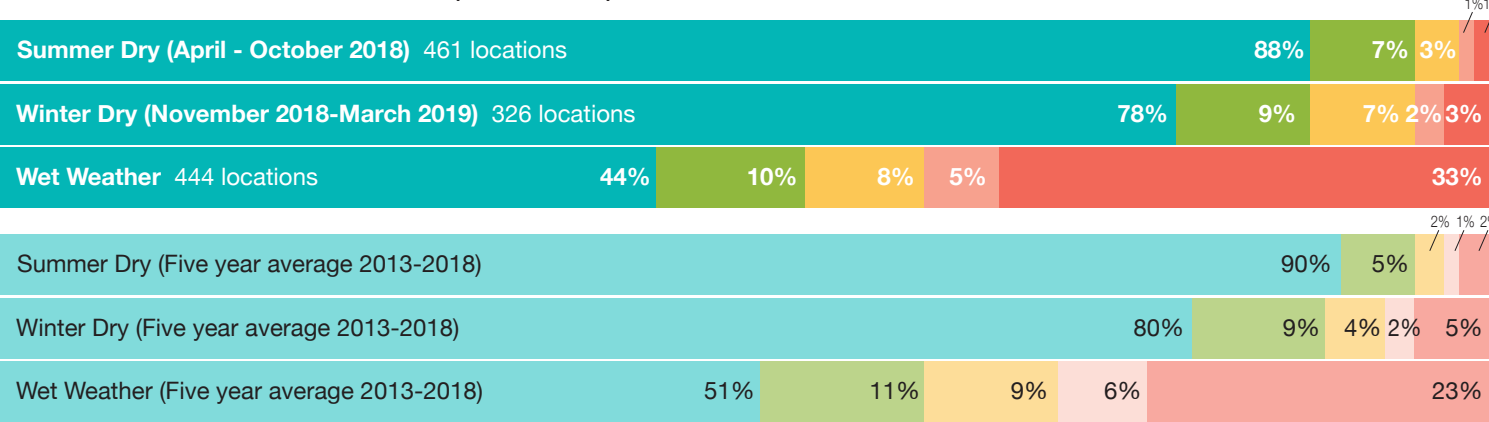 1% 1
Summer Dry (April - October 2018) 461 locations 88% 7% 3%
Winter Dry (November 2018-March 2019) 326 locations 78% 9% 7% 2% 3%
Wet Weather 444 locations 44% 10% 8% 5% 33%
2% 1% 2
Summer Dry (Five year average 2013-2018) 90% 5%
Winter Dry (Five year average 2013-2018) 80% 9% 4% 2% 5%
Wet Weather (Five year average 2013-2018) 51% 11% 9% 6% 23%